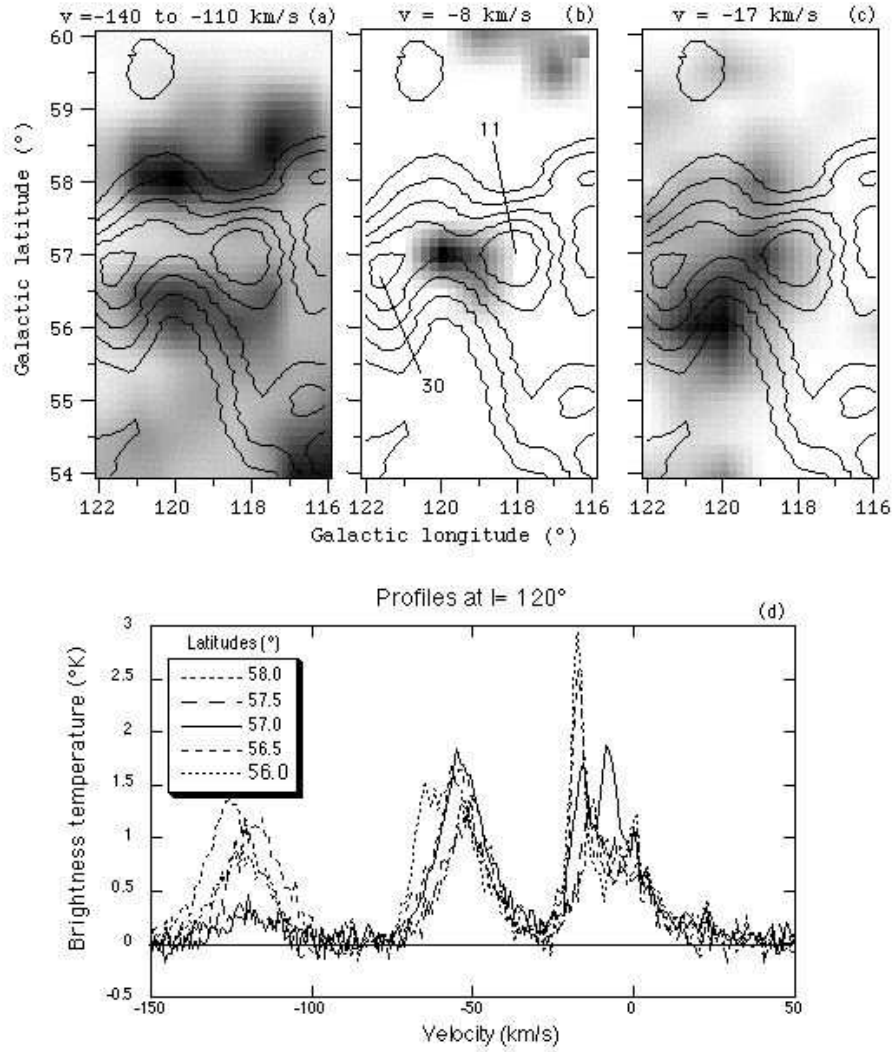 v = -140 to -110 km/s (a)
v = -8 km/s (b)
v = -17 km/s (c)
Galactic latitude (°)
60
59
58
57
56
55
54
11
30
122 120 118 116
122 120 118 116
122 120 118 116
Galactic longitude (°)
Profiles at l= 120°
(d)
Brightness temperature (°K)
3
2.5
2
1.5
1
0.5
0
-0.5
Latitudes (°)
58.0
57.5
57.0
56.5
56.0
-150 -100 -50 0 50
Velocity (km/s)